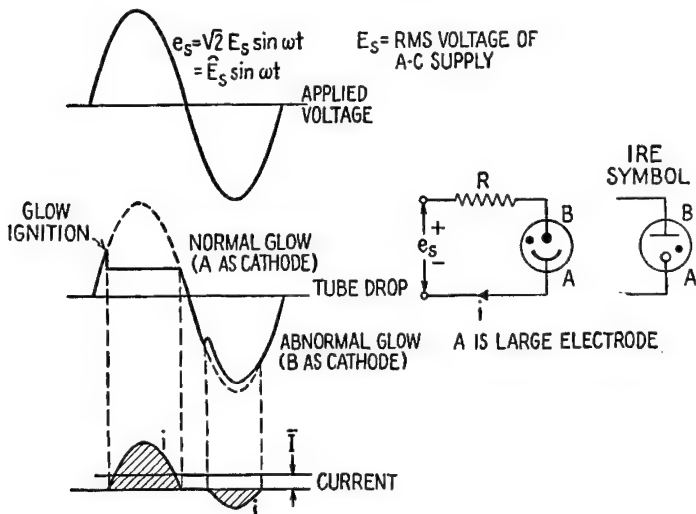 e_s = √2 E_s sin ωt
= Ê_s sin ωt
E_s = RMS VOLTAGE OF
A-C SUPPLY
APPLIED
VOLTAGE
GLOW
IGNITION
NORMAL GLOW
(A AS CATHODE)
TUBE DROP
ABNORMAL GLOW
(B AS CATHODE)
R
B
+
e_s
−
A
i
IRE
SYMBOL
B
A
A IS LARGE ELECTRODE
i
Ī
CURRENT
i